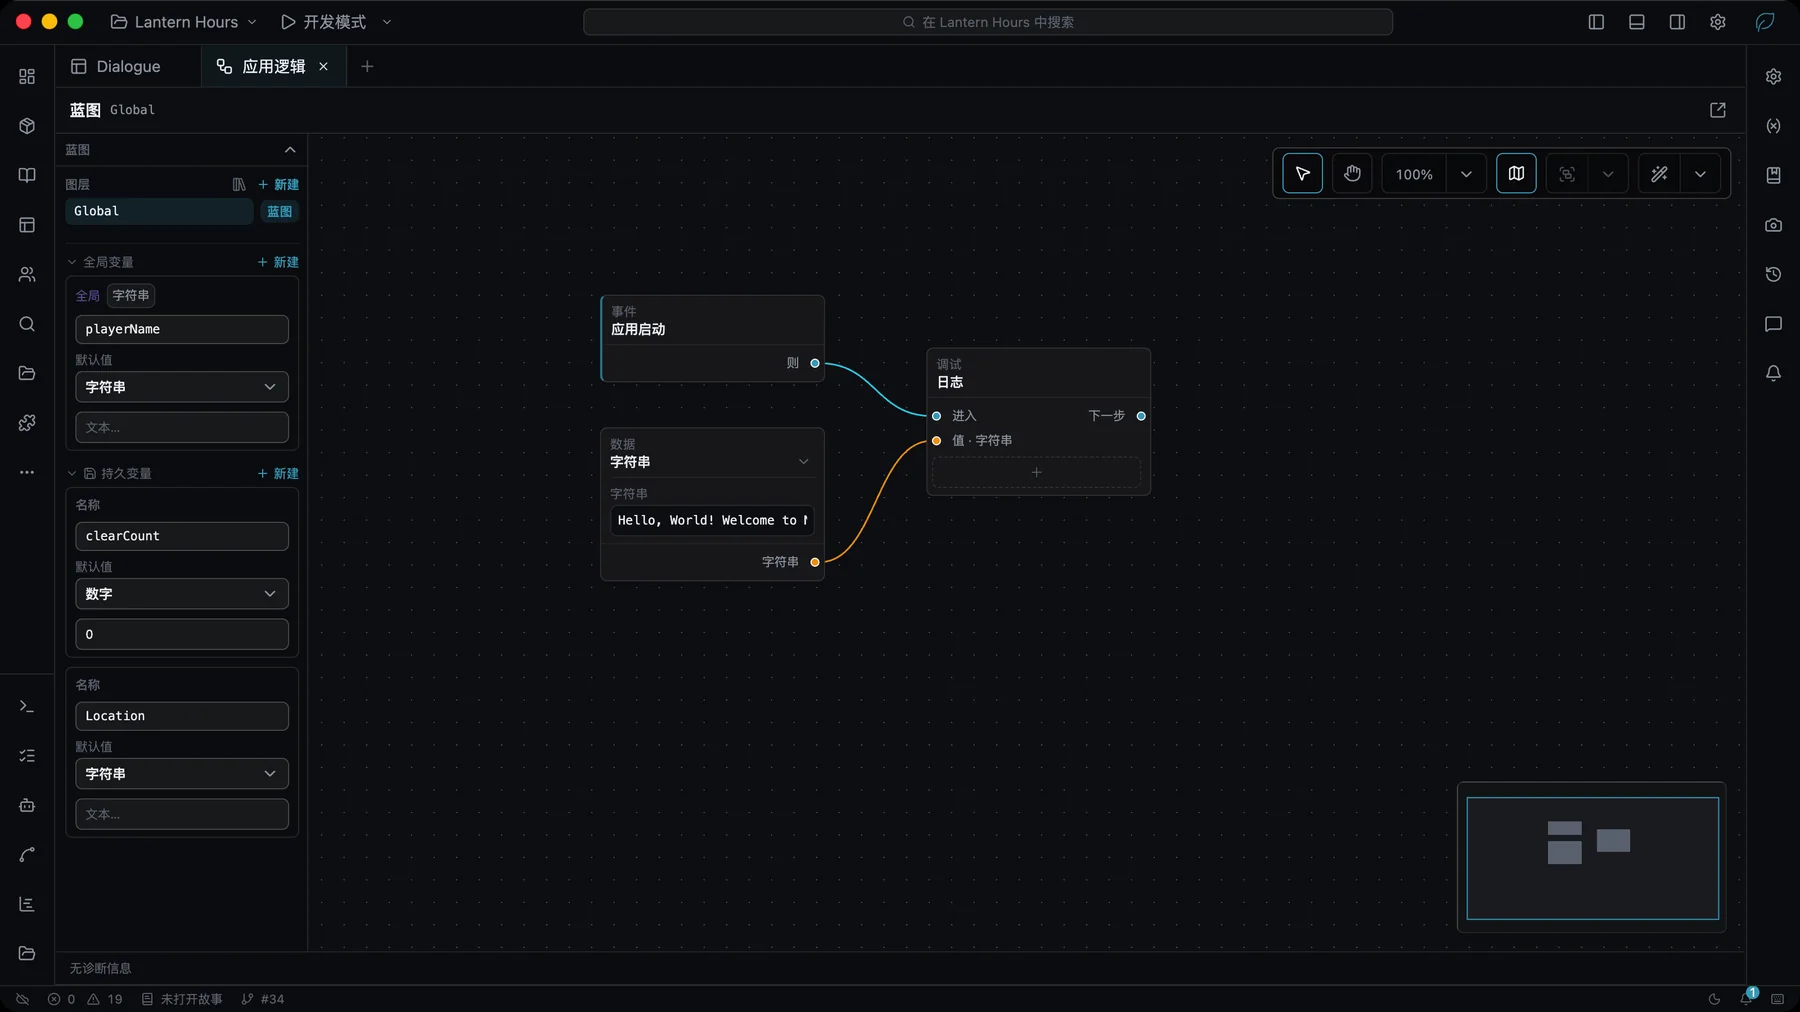 Lantern Hours
开发模式
在 Lantern Hours 中搜索
Dialogue
应用逻辑
蓝图 Global
蓝图
图层
新建
Global
蓝图
全局变量
新建
全局 字符串
playerName
默认值
字符串
文本...
持久变量
新建
名称
clearCount
默认值
数字
0
名称
Location
默认值
字符串
文本...
事件
应用启动
则
数据
字符串
字符串
Hello, World! Welcome to
字符串
调试
日志
进入
下一步
值 · 字符串
100%
无诊断信息
0
19
未打开故事
#34
1